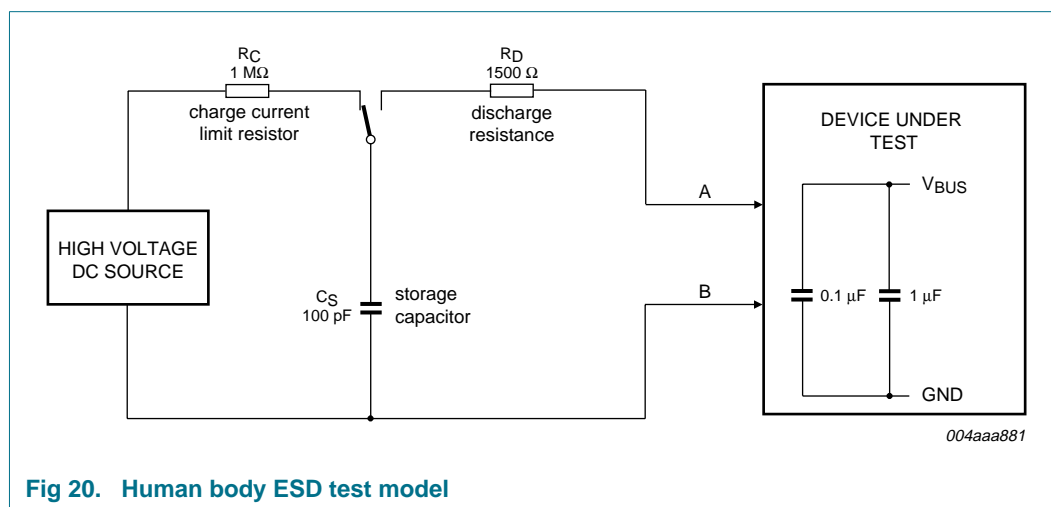 RC
1 MΩ
charge current
limit resistor
RD
1500 Ω
discharge
resistance
DEVICE UNDER
TEST
VBUS
A
HIGH VOLTAGE
DC SOURCE
CS
100 pF
storage
capacitor
B
0.1 μF
1 μF
GND
004aaa881
Fig 20. Human body ESD test model